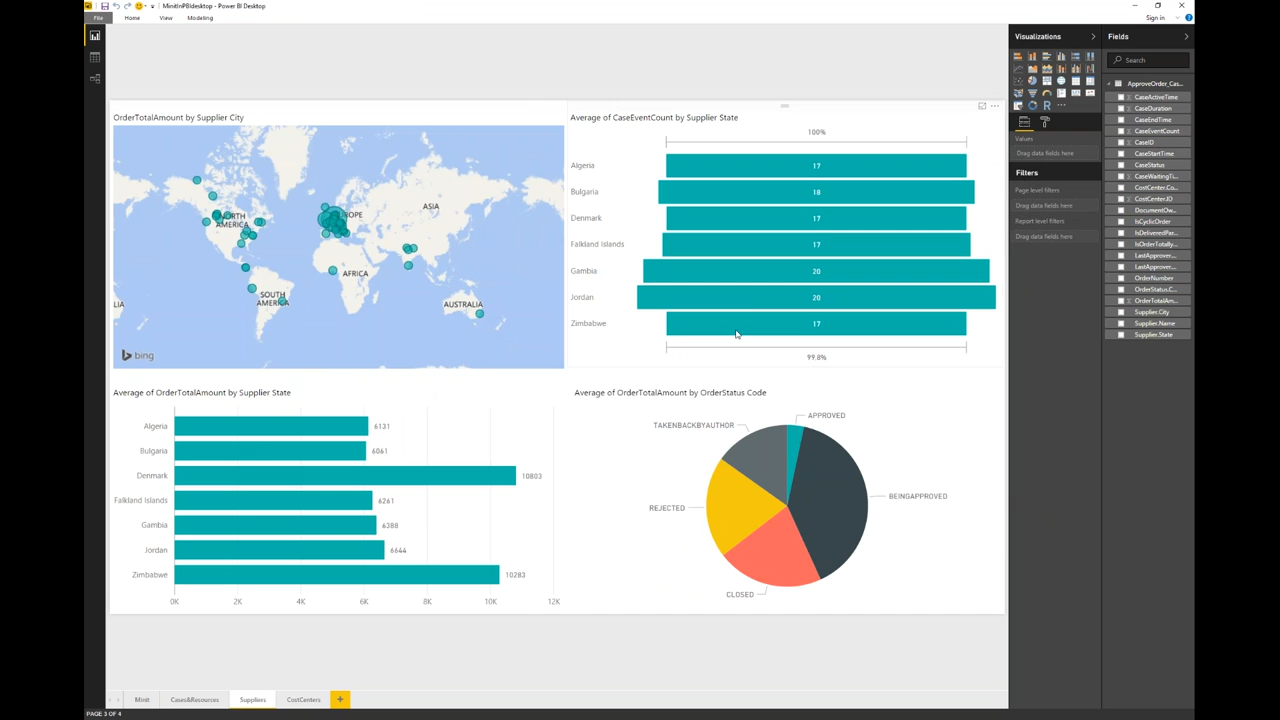 MinitInPBIdesktop - Power BI Desktop
Sign in
File Home View Modeling
OrderTotalAmount by Supplier City
NORTH AMERICA
EUROPE
ASIA
AFRICA
SOUTH AMERICA
AUSTRALIA
LIA
bing
Average of CaseEventCount by Supplier State
100%
Algeria 17
Bulgaria 18
Denmark 17
Falkland Islands 17
Gambia 20
Jordan 20
Zimbabwe 17
99.8%
Average of OrderTotalAmount by Supplier State
Algeria 6131
Bulgaria 6061
Denmark 10803
Falkland Islands 6261
Gambia 6388
Jordan 6644
Zimbabwe 10283
0K 2K 4K 6K 8K 10K 12K
Average of OrderTotalAmount by OrderStatus Code
APPROVED
TAKENBACKBYAUTHOR
BEINGAPPROVED
REJECTED
CLOSED
Visualizations
Values
Drag data fields here
Filters
Page level filters
Drag data fields here
Report level filters
Drag data fields here
Fields
Search
ApproveOrder_Cas...
CaseActiveTime
CaseDuration
CaseEndTime
CaseEventCount
CaseID
CaseStartTime
CaseStatus
CaseWaitingTi...
CostCenter.Co...
CostCenter.ID
DocumentOw...
IsCyclicOrder
IsDeliveredPar...
IsOrderTotally...
LastApprover....
LastApprover....
OrderNumber
OrderStatus.C...
OrderTotalAm...
Supplier.City
Supplier.Name
Supplier.State
Minit Cases&Resources Suppliers CostCenters
PAGE 3 OF 4